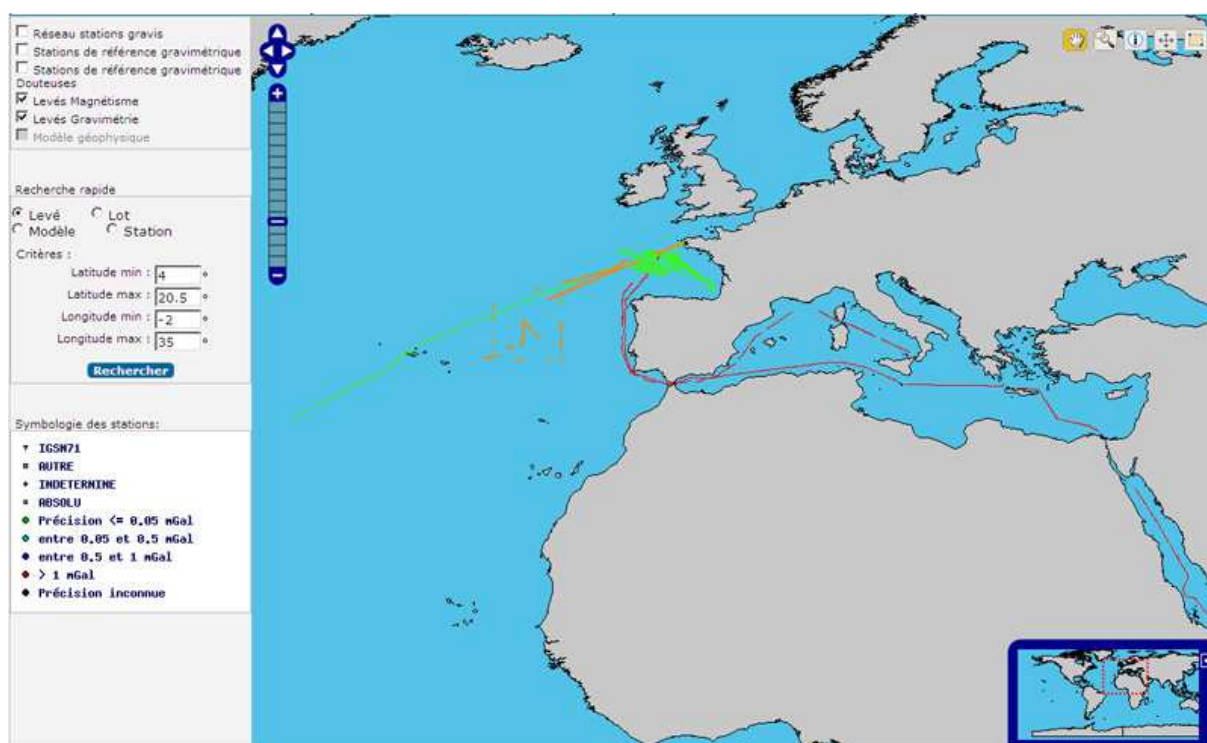 Réseau stations gravis
Stations de référence gravimétrique
Stations de référence gravimétrique
Douteuses
Levés Magnétisme
Levés Gravimétrie
Modèle géophysique
Recherche rapide
Levé Lot
Modèle Station
Critères :
Latitude min : 4 °
Latitude max : 20.5 °
Longitude min : -2 °
Longitude max : 35 °
Rechercher
Symbologie des stations:
IGSN71
AUTRE
INDETERNINE
ABSOLU
Précision <= 0.05 mGal
entre 0.05 et 0.5 mGal
entre 0.5 et 1 mGal
> 1 mGal
Précision inconnue